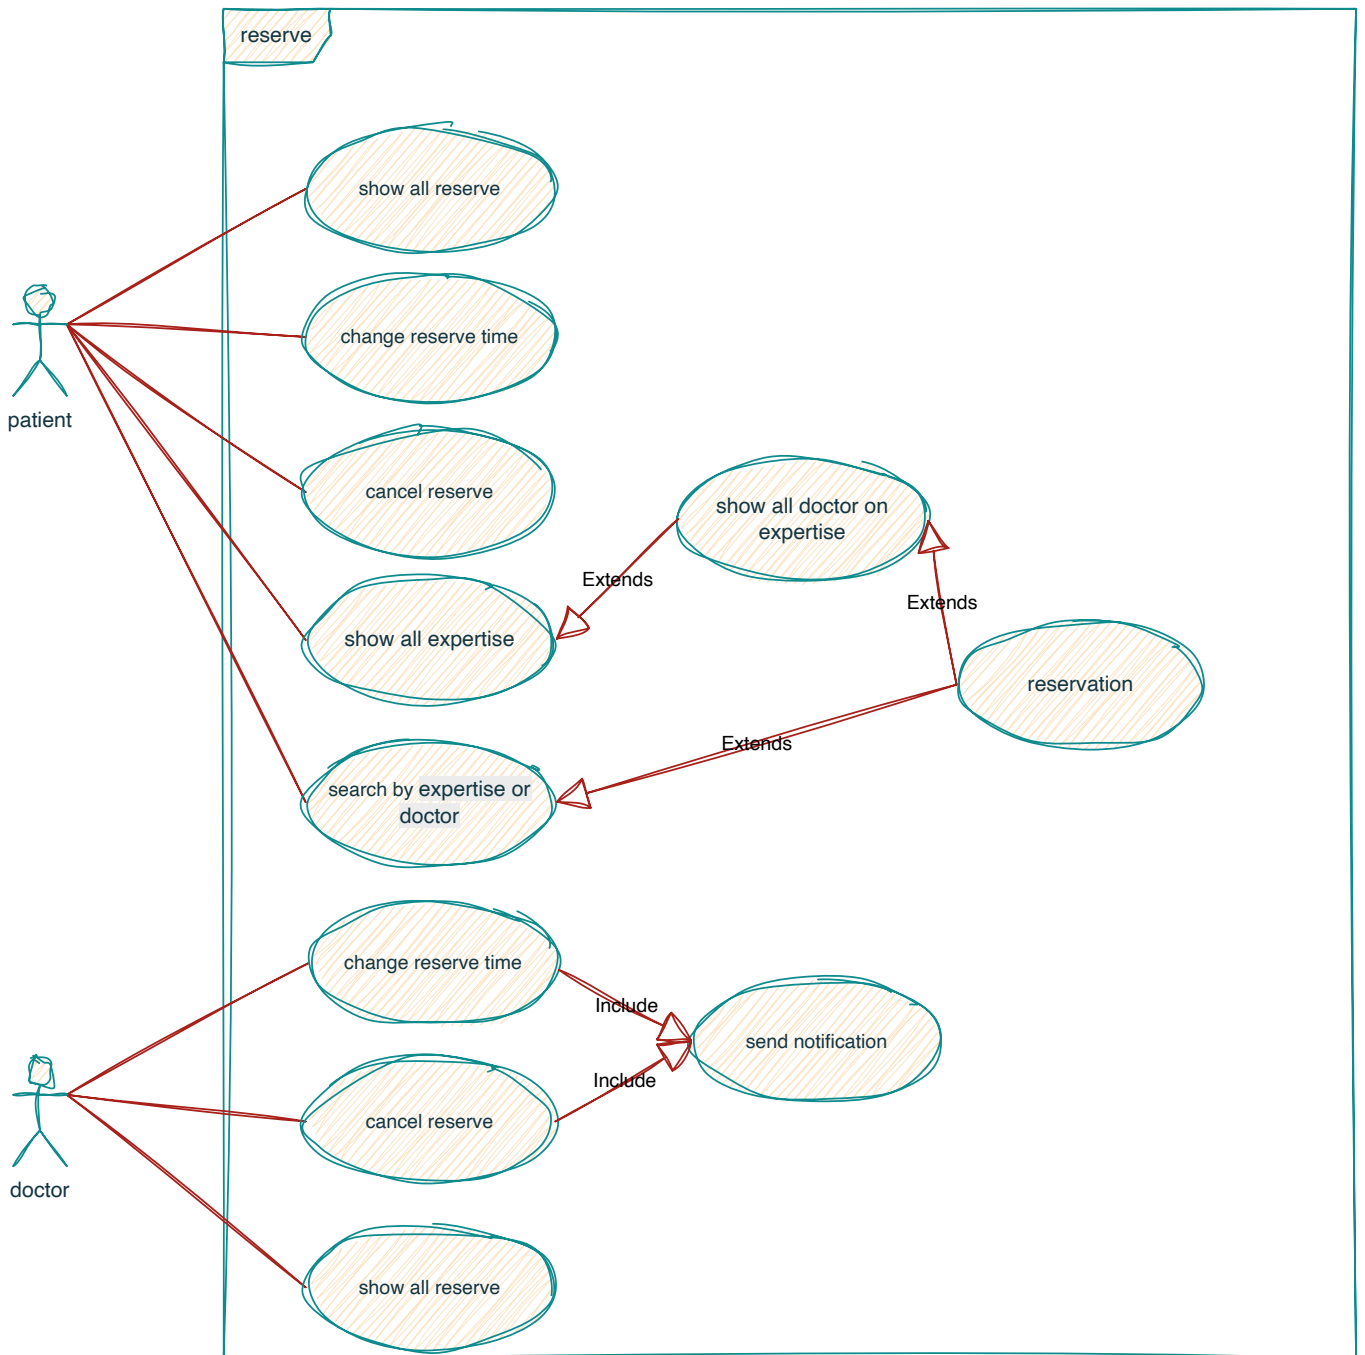 reserve
show all reserve
change reserve time
patient
cancel reserve
show all doctor on
expertise
Extends
Extends
show all expertise
reservation
Extends
search by expertise or
doctor
change reserve time
Include
send notification
Include
cancel reserve
doctor
show all reserve